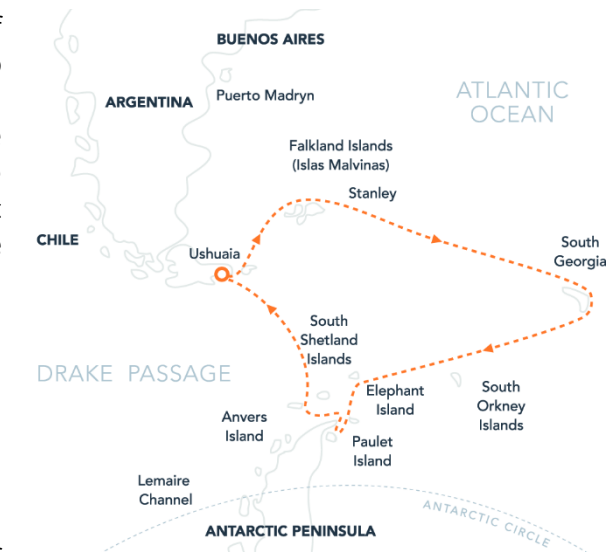 BUENOS AIRES
ARGENTINA
Puerto Madryn
ATLANTIC
OCEAN
Falkland Islands
(Islas Malvinas)
Stanley
CHILE
Ushuaia
South
Georgia
South
Shetland
Islands
DRAKE PASSAGE
Elephant
Island
South
Orkney
Islands
Anvers
Island
Paulet
Island
Lemaire
Channel
ANTARCTIC CIRCLE
ANTARCTIC PENINSULA